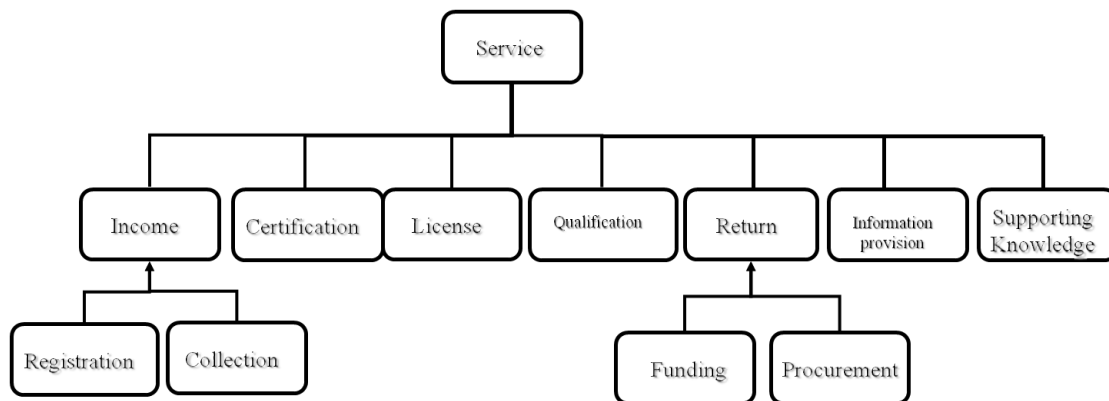 Service
Income
Certification
License
Qualification
Return
Information
provision
Supporting
Knowledge
Registration
Collection
Funding
Procurement